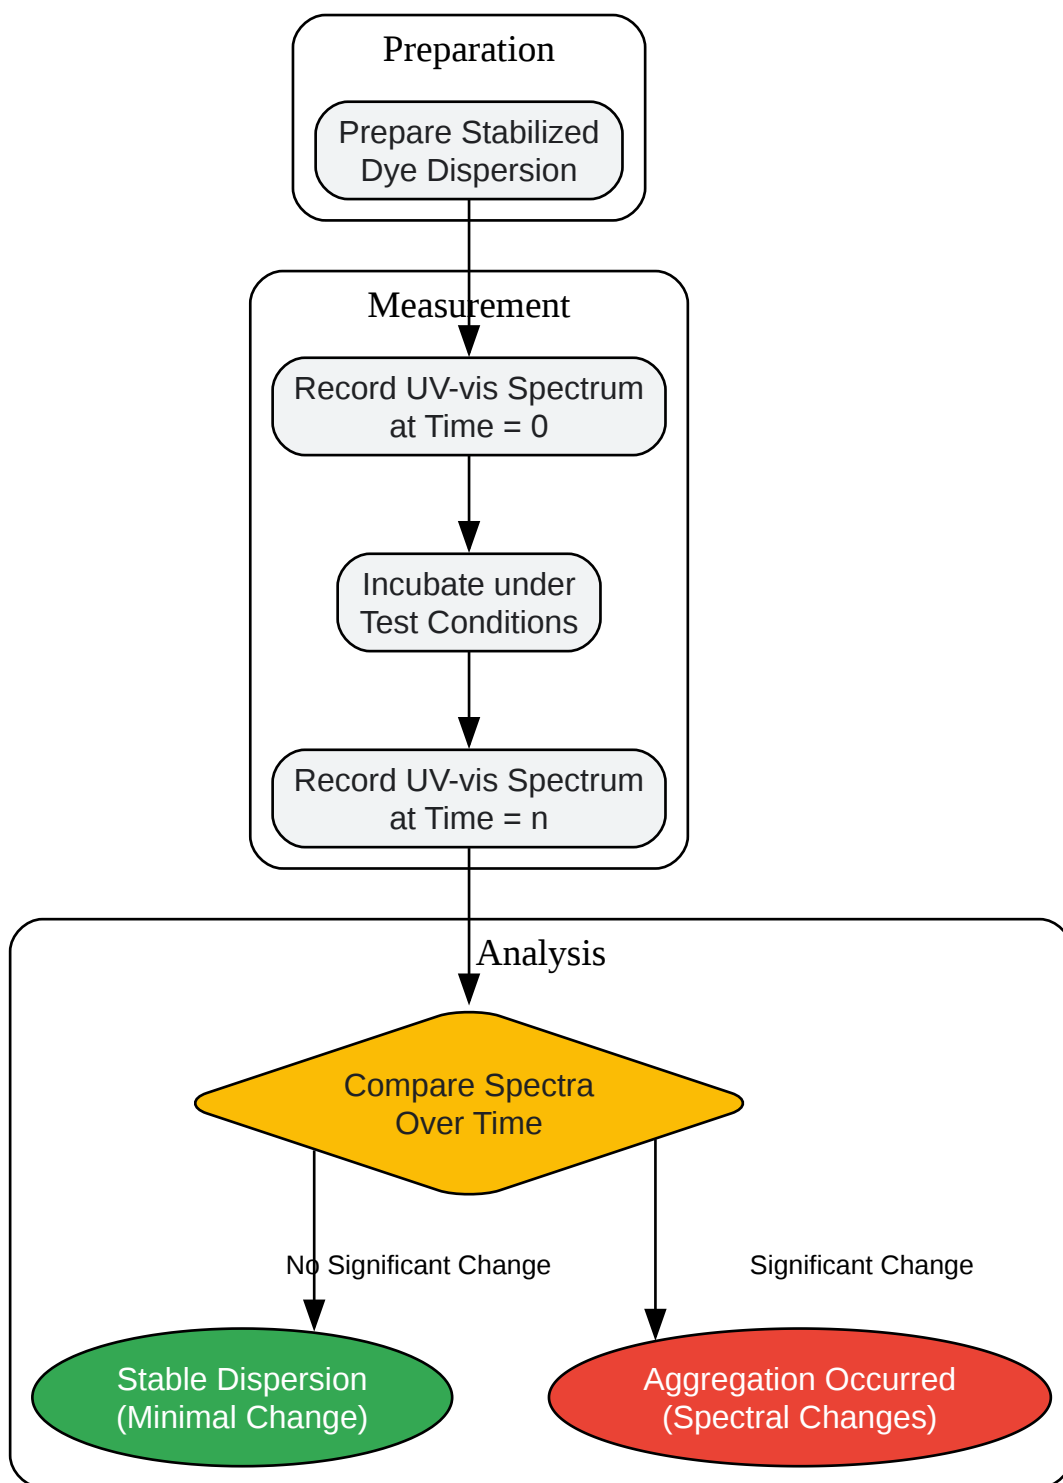 Preparation
Prepare Stabilized
Dye Dispersion
Measurement
Record UV-vis Spectrum
at Time = 0
Incubate under
Test Conditions
Record UV-vis Spectrum
at Time = n
Analysis
Compare Spectra
Over Time
No Significant Change
Significant Change
Stable Dispersion
(Minimal Change)
Aggregation Occurred
(Spectral Changes)